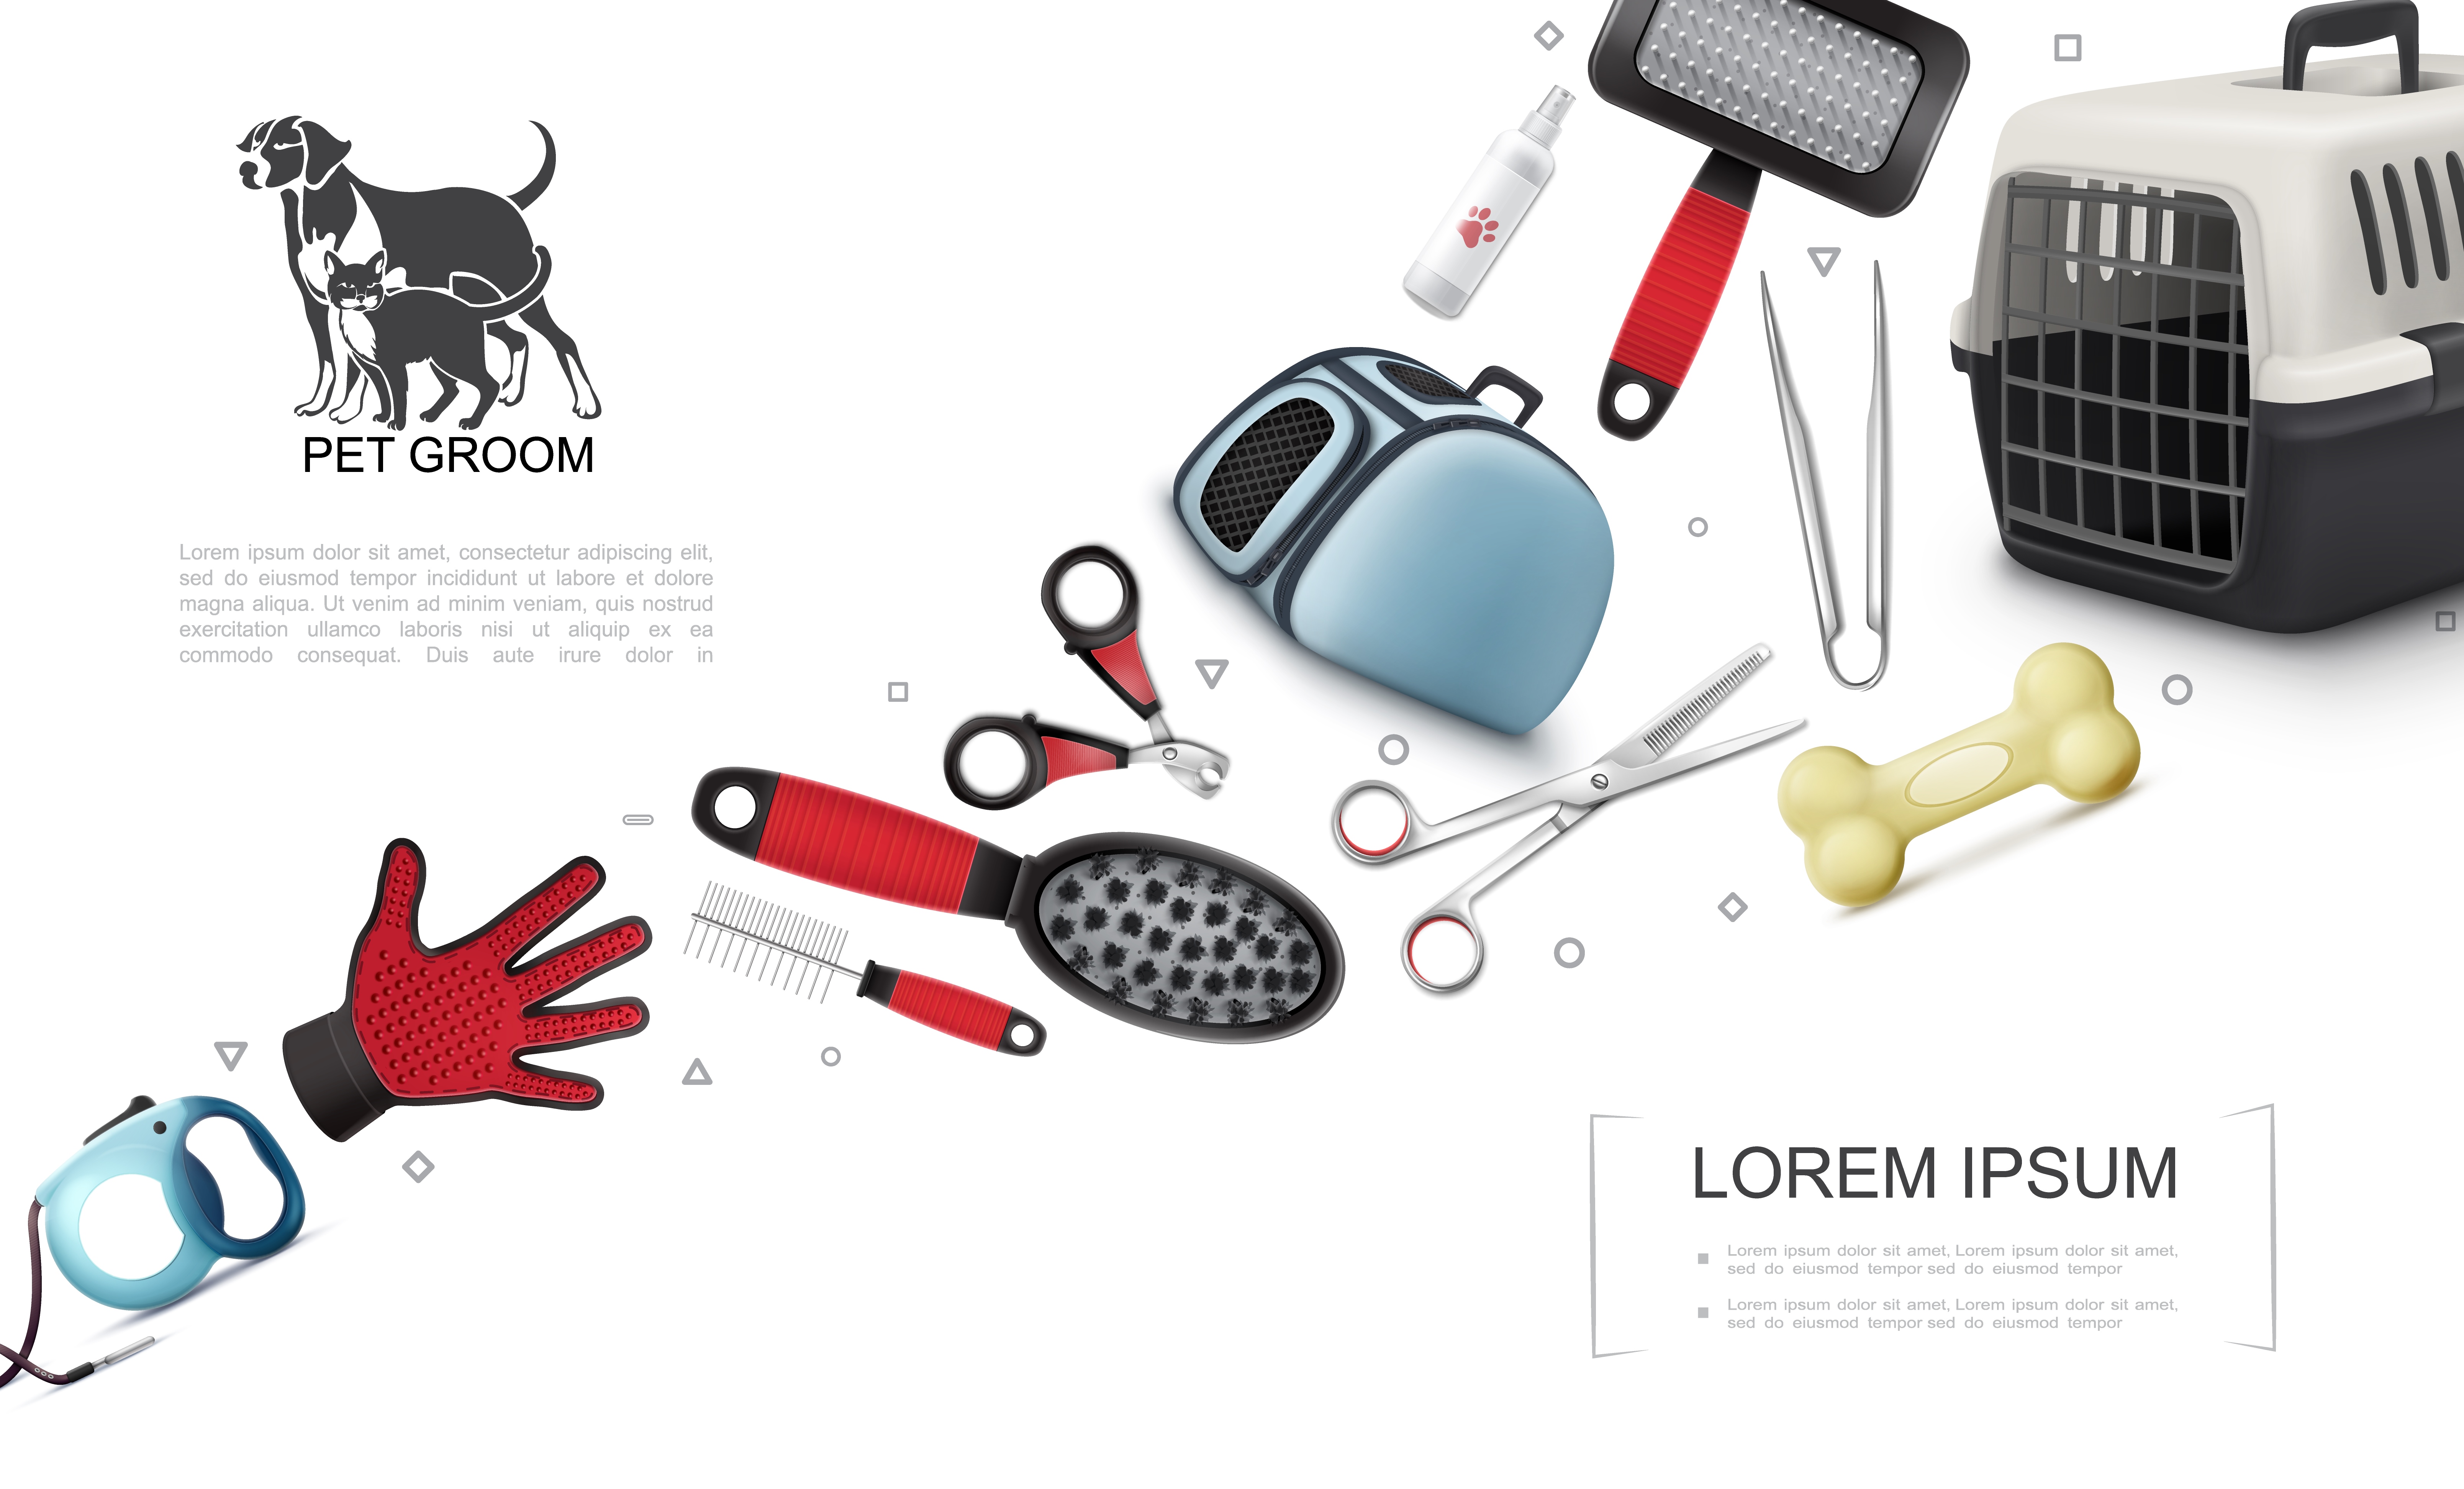 PET GROOM
Lorem ipsum dolor sit amet, consectetur adipiscing elit,
sed do eiusmod tempor incididunt ut labore et dolore
magna aliqua. Ut venim ad minim veniam, quis nostrud
exercitation ullamco laboris nisi ut aliquip ex ea
commodo consequat. Duis aute irure dolor in
LOREM IPSUM
Lorem ipsum dolor sit amet, Lorem ipsum dolor sit amet,
sed do eiusmod tempor sed do eiusmod tempor
Lorem ipsum dolor sit amet, Lorem ipsum dolor sit amet,
sed do eiusmod tempor sed do eiusmod tempor